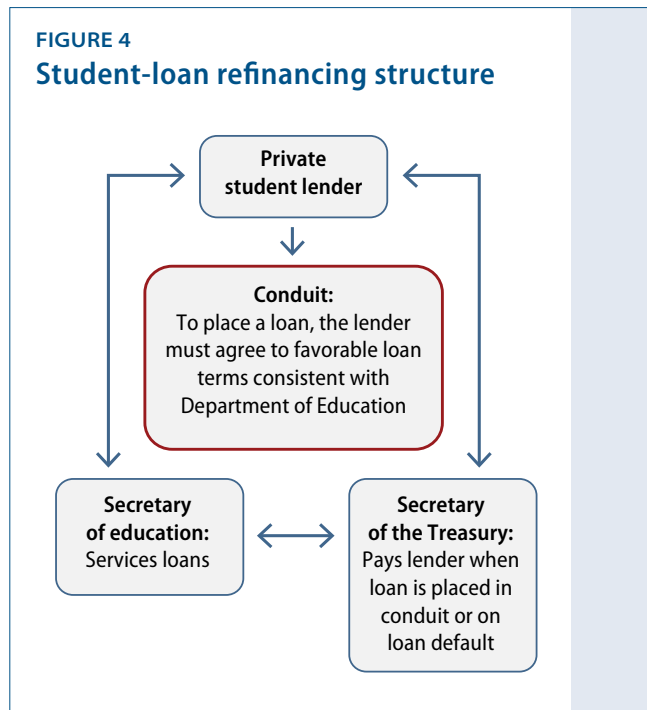 FIGURE 4
Student-loan refinancing structure
Private
student lender
Conduit:
To place a loan, the lender
must agree to favorable loan
terms consistent with
Department of Education
Secretary
of education:
Services loans
Secretary
of the Treasury:
Pays lender when
loan is placed in
conduit or on
loan default